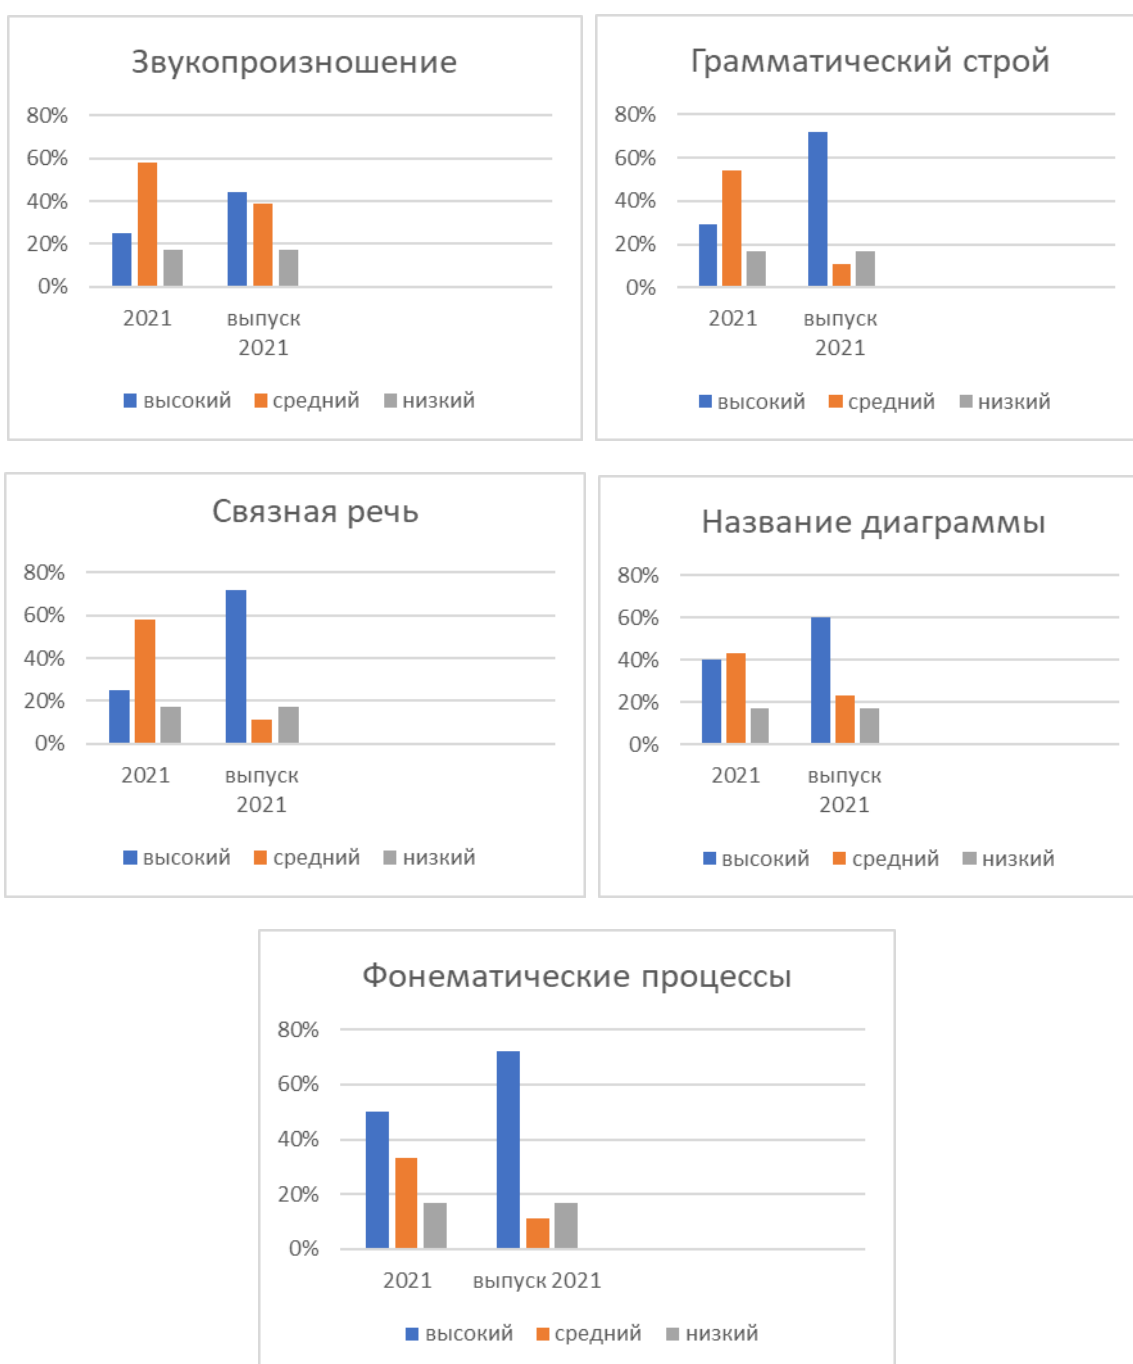 Звукопроизношение
80%
60%
40%
20%
0%
2021
выпуск
2021
высокий средний низкий
Грамматический строй
80%
60%
40%
20%
0%
2021
выпуск
2021
высокий средний низкий
Связная речь
80%
60%
40%
20%
0%
2021
выпуск
2021
высокий средний низкий
Название диаграммы
80%
60%
40%
20%
0%
2021
выпуск
2021
высокий средний низкий
Фонематические процессы
80%
60%
40%
20%
0%
2021
выпуск 2021
высокий средний низкий